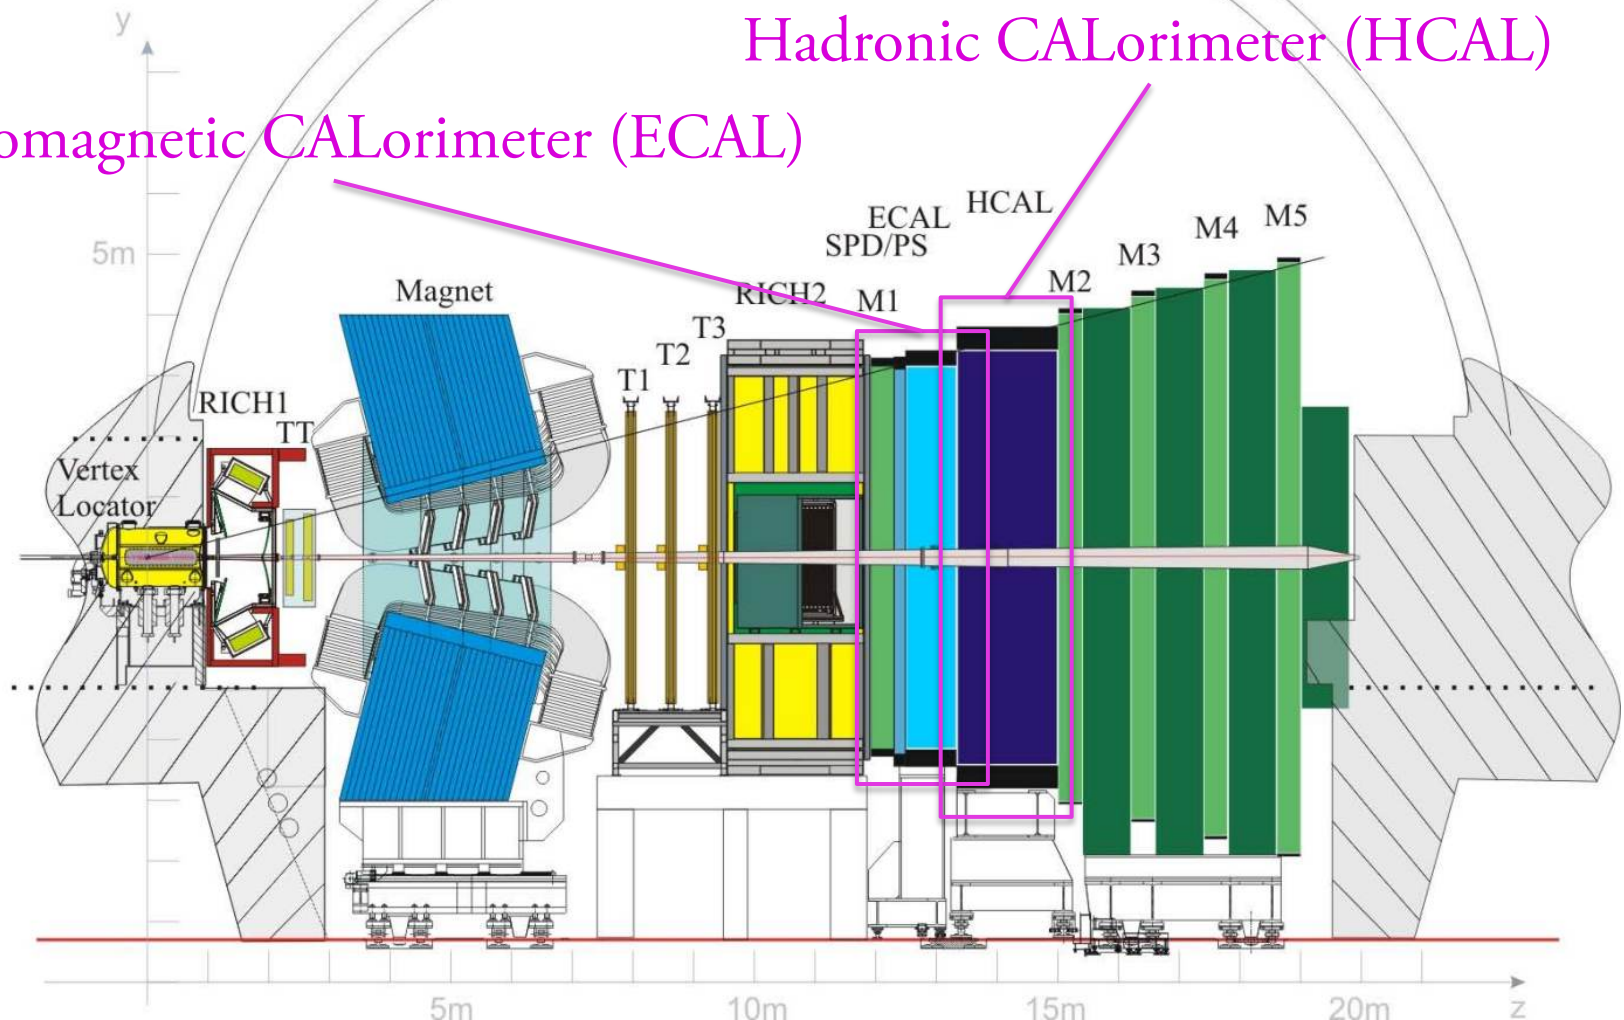 y
Hadronic CALorimeter (HCAL)
omagnetic CALorimeter (ECAL)
ECAL
HCAL
M5
M4
SPD/PS
M3
5m
M2
Magnet
RICH2
M1
T3
T2
T1
RICH1
TT
Vertex
Locator
5m
10m
15m
20m
z